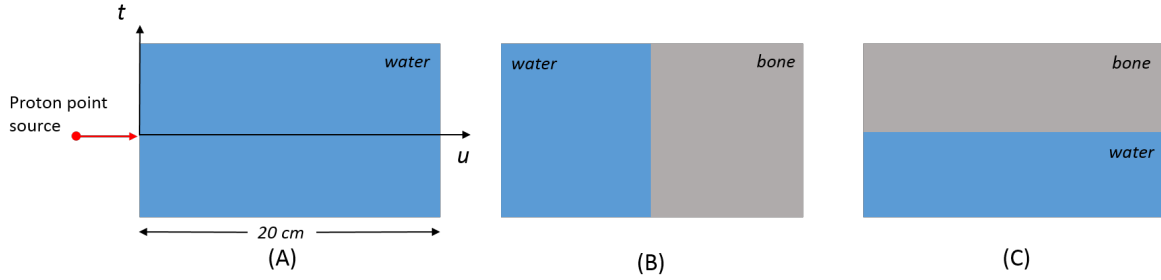 t
water
Proton point
source
u
20 cm
(A)
water
bone
(B)
bone
water
(C)